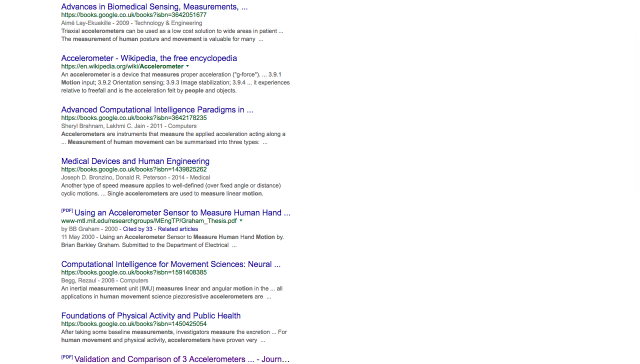 Advances in Biomedical Sensing, Measurements, ...
https://books.google.co.uk/books?isbn=3642051677
Aimé Lay-Ekuakille - 2009 - Technology & Engineering
Triaxial accelerometers can be used as a low cost solution to wide areas in patient ...
The measurement of human posture and movement is valuable for many ...
Accelerometer - Wikipedia, the free encyclopedia
https://en.wikipedia.org/wiki/Accelerometer
An accelerometer is a device that measures proper acceleration ("g-force"). ... 3.9.1
Motion input; 3.9.2 Orientation sensing; 3.9.3 Image stabilization; 3.9.4 ... it experiences
relative to freefall and is the acceleration felt by people and objects.
Advanced Computational Intelligence Paradigms in ...
https://books.google.co.uk/books?isbn=3642176235
Sheryl Brahnam, Lakhmi C. Jain - 2011 - Computers
Accelerometers are instruments that measure the applied acceleration acting along a
... Measurement of human movement can be summarised into three types: ...
Medical Devices and Human Engineering
https://books.google.co.uk/books?isbn=1439825262
Joseph D. Bronzino, Donald R. Peterson - 2014 - Medical
Another type of speed measure applies to well-defined (over fixed angle or distance)
cyclic motions. ... Single accelerometers are used to measure linear motion.
[PDF] Using an Accelerometer Sensor to Measure Human Hand ...
www-mtl.mit.edu/researchgroups/MEngTP/Graham_Thesis.pdf
by BB Graham - 2000 - Cited by 33 - Related articles
11 May 2000 - Using an Accelerometer Sensor to Measure Human Hand Motion by.
Brian Barkley Graham. Submitted to the Department of Electrical ...
Computational Intelligence for Movement Sciences: Neural ...
https://books.google.co.uk/books?isbn=1591408385
Begg, Rezaul - 2006 - Computers
An inertial measurement unit (IMU) measures linear and angular motion in the ... all
applications in human movement science piezoresistive accelerometers are ...
Foundations of Physical Activity and Public Health
https://books.google.co.uk/books?isbn=1450425054
After taking some baseline measurements, investigators measure the excretion ... For
human movement and physical activity, accelerometers have proven very ...
[PDF] Validation and Comparison of 3 Accelerometers ... - Journ...